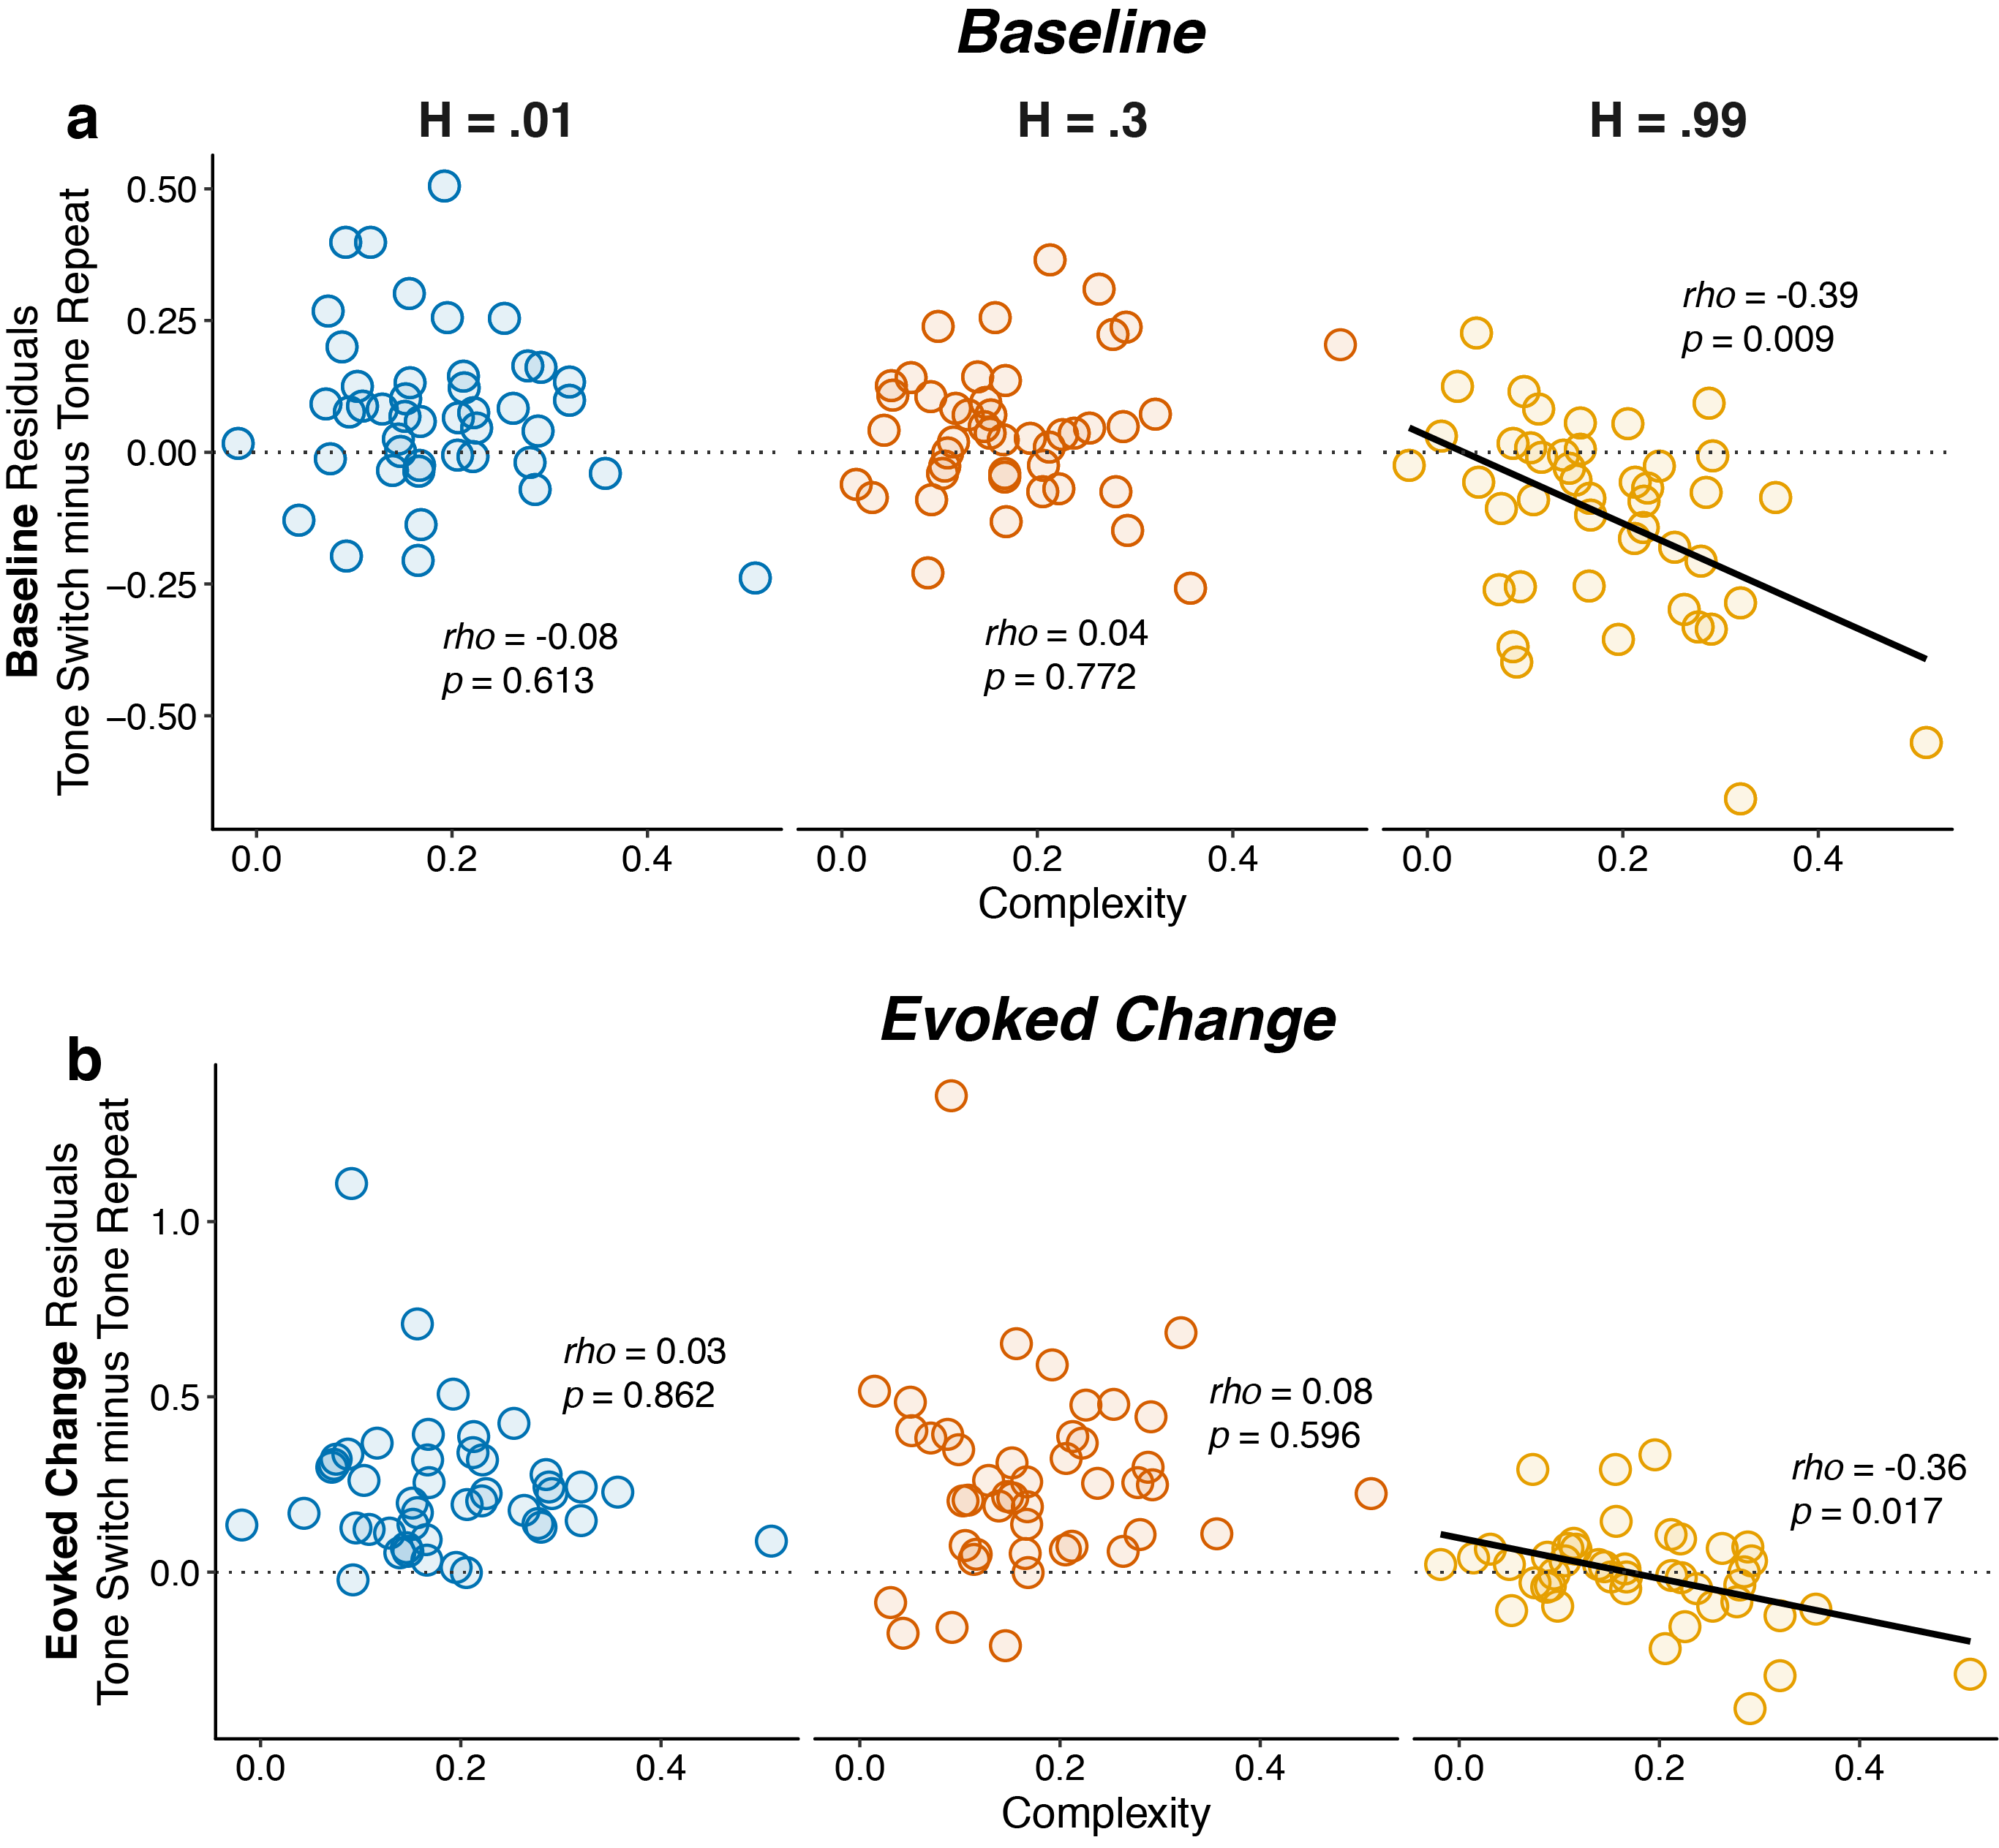 Baseline
a
H = .01
H = .3
H = .99
Baseline Residuals
Tone Switch minus Tone Repeat
0.50
0.25
0.00
−0.25
−0.50
rho = -0.08
p = 0.613
rho = 0.04
p = 0.772
rho = -0.39
p = 0.009
0.0 0.2 0.4
0.0 0.2 0.4
0.0 0.2 0.4
Complexity
Evoked Change
b
Eovked Change Residuals
Tone Switch minus Tone Repeat
1.0
0.5
0.0
rho = 0.03
p = 0.862
rho = 0.08
p = 0.596
rho = -0.36
p = 0.017
0.0 0.2 0.4
0.0 0.2 0.4
0.0 0.2 0.4
Complexity